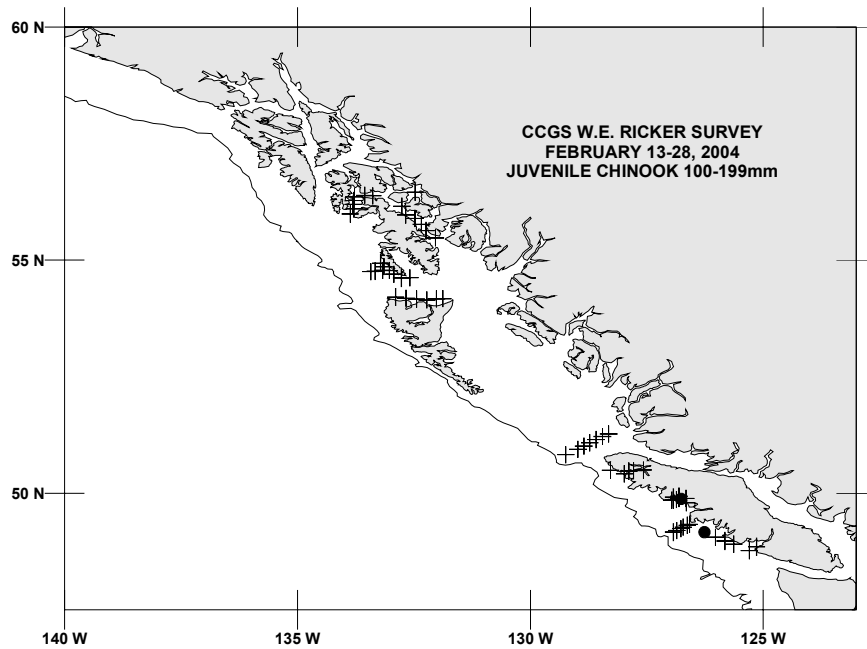 60 N
CCGS W.E. RICKER SURVEY
FEBRUARY 13-28, 2004
JUVENILE CHINOOK 100-199mm
55 N
50 N
140 W
135 W
130 W
125 W